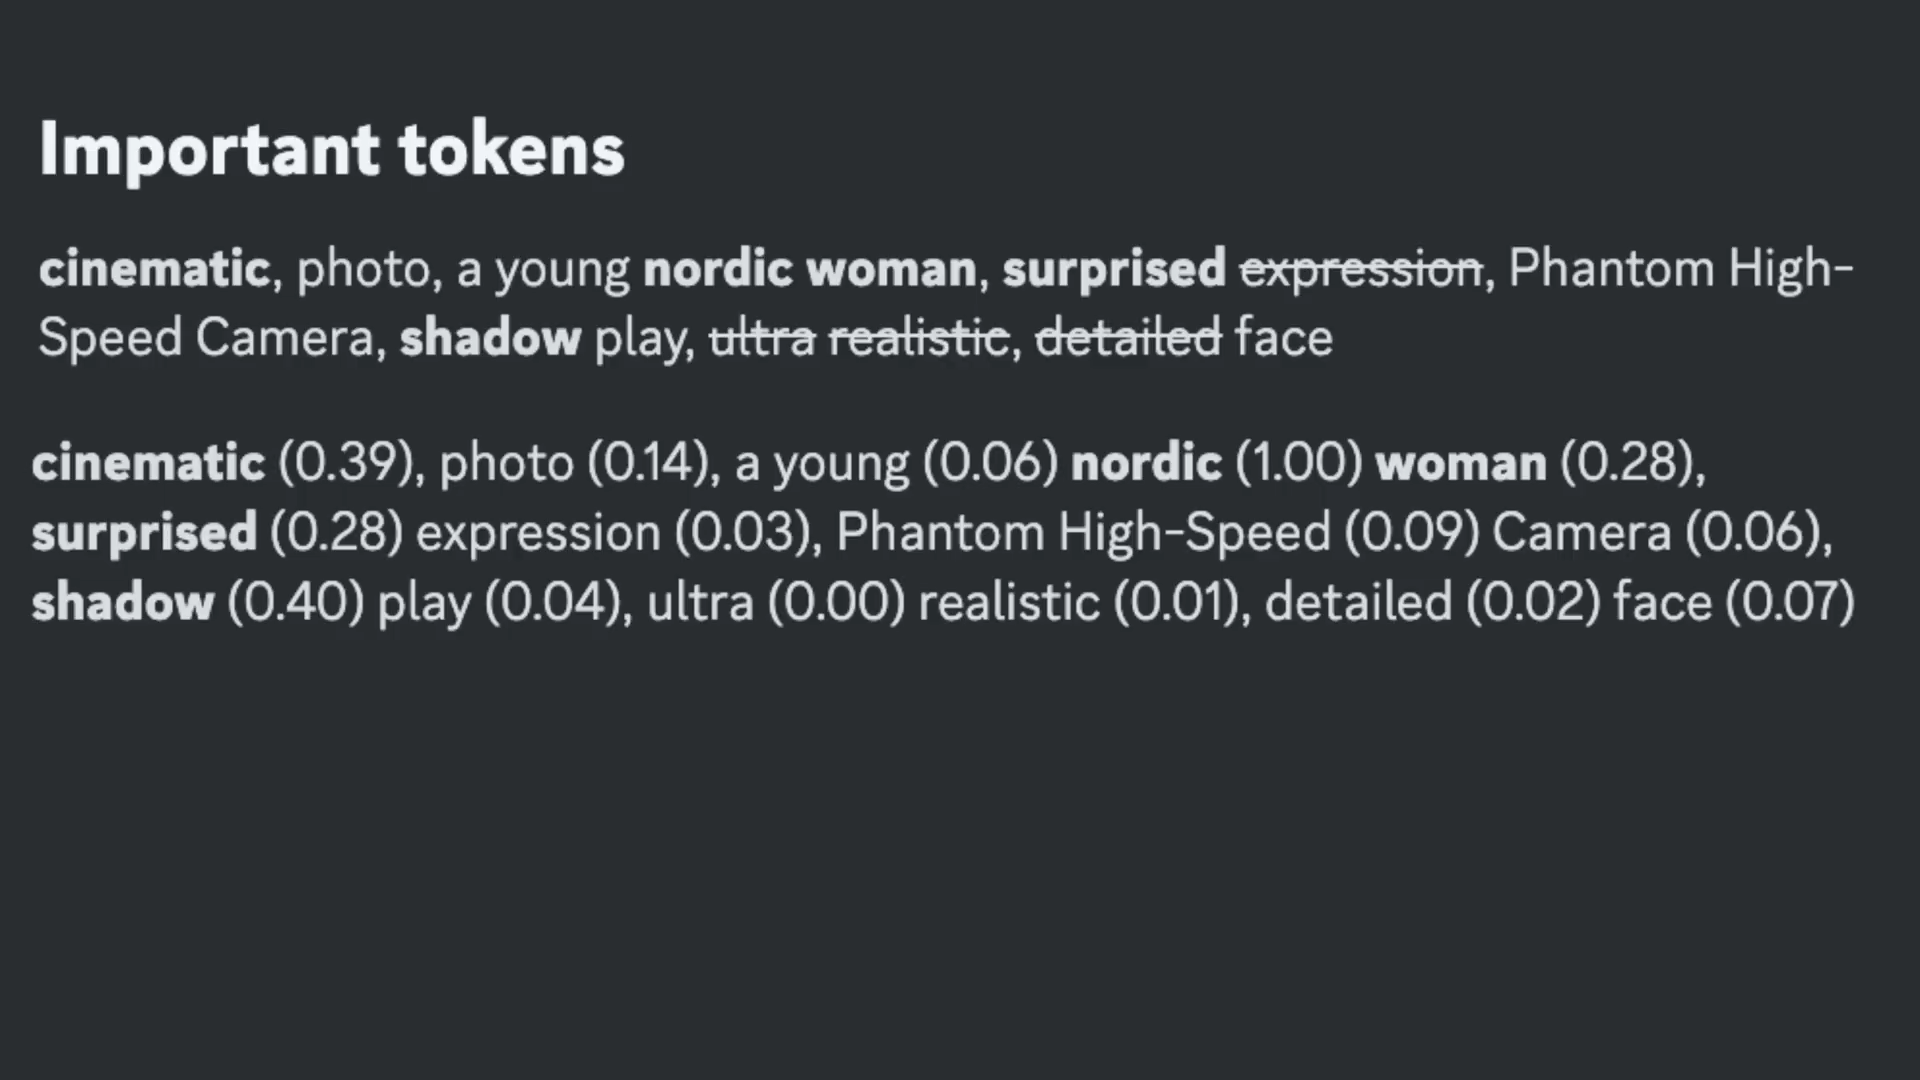 Important tokens
cinematic, photo, a young nordic woman, surprised expression, Phantom High-
Speed Camera, shadow play, ultra realistic, detailed face
cinematic (0.39), photo (0.14), a young (0.06) nordic (1.00) woman (0.28),
surprised (0.28) expression (0.03), Phantom High-Speed (0.09) Camera (0.06),
shadow (0.40) play (0.04), ultra (0.00) realistic (0.01), detailed (0.02) face (0.07)